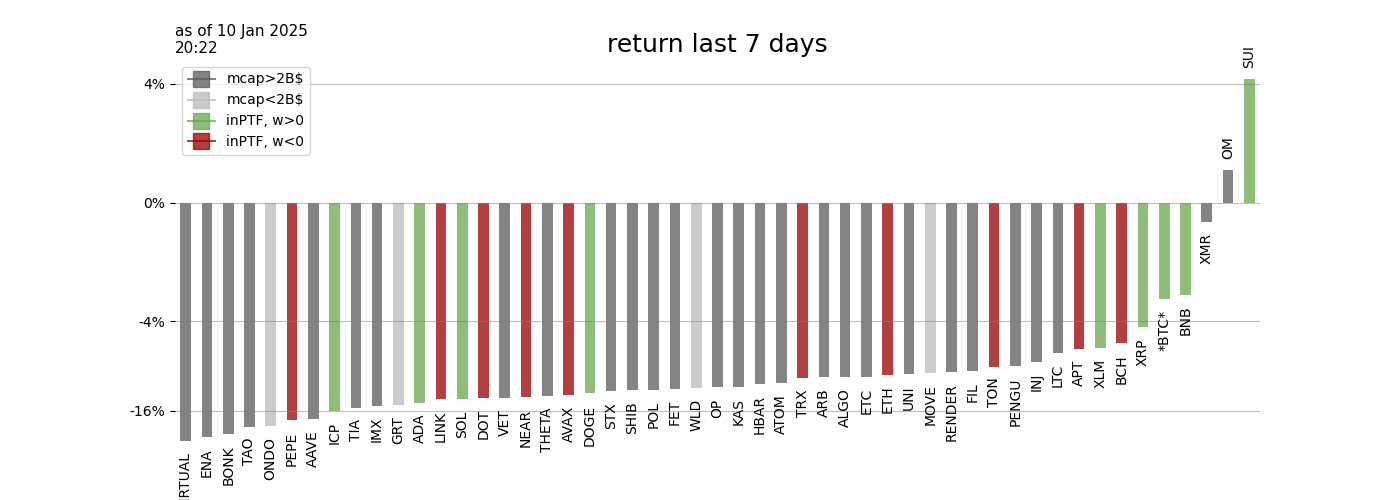 as of 10 Jan 2025
20:22
return last 7 days
mcap>2B$
mcap<2B$
inPTF, w>0
inPTF, w<0
4%
0%
-4%
-16%
RTUAL
ENA
BONK
TAO
ONDO
PEPE
AAVE
ICP
TIA
IMX
GRT
ADA
LINK
SOL
DOT
VET
NEAR
THETA
AVAX
DOGE
STX
SHIB
POL
FET
WLD
OP
KAS
HBAR
ATOM
TRX
ARB
ALGO
ETC
ETH
UNI
MOVE
RENDER
FIL
TON
PENGU
INJ
LTC
APT
XLM
BCH
XRP
*BTC*
BNB
XMR
OM
SUI